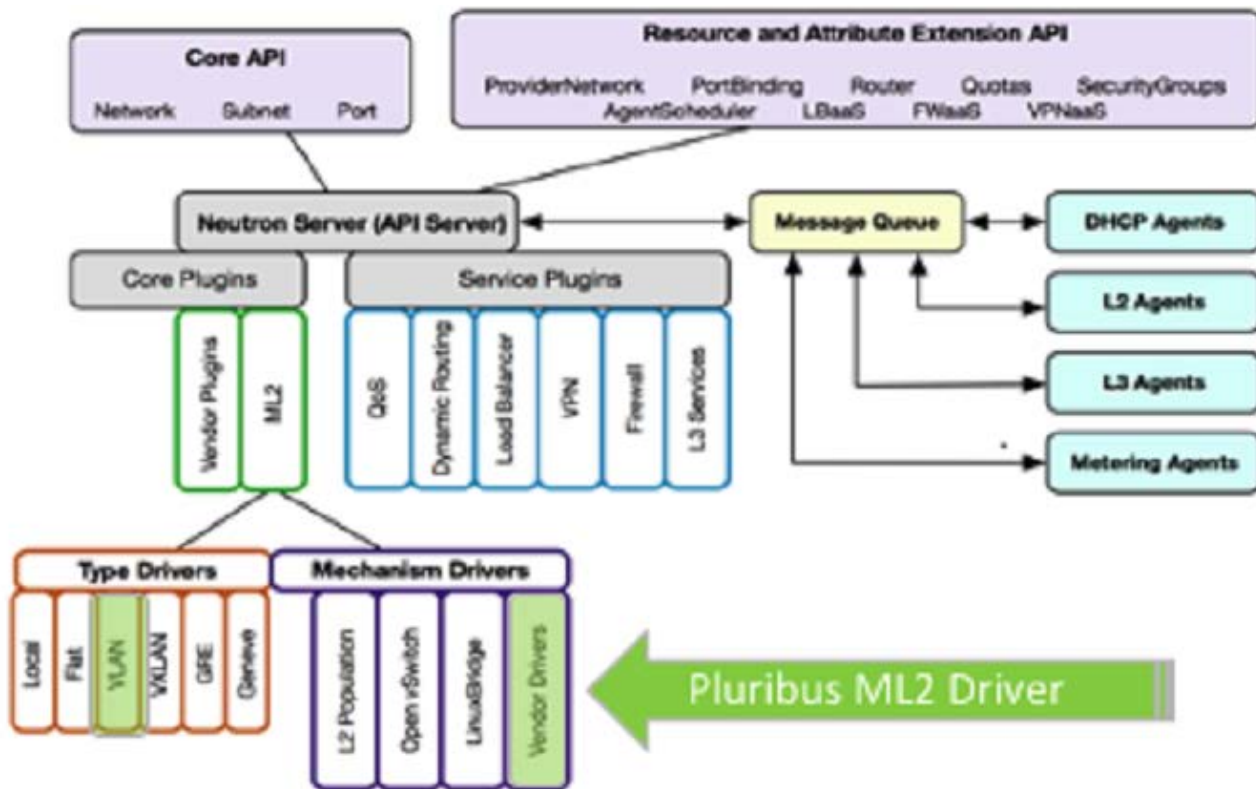 Core API
Network Subnet Port
Resource and Attribute Extension API
ProviderNetwork PortBinding Router Quotas SecurityGroups
AgentScheduler LBaaS FWaaS VPNaaS
Neutron Server (API Server)
Message Queue
DHCP Agents
Core Plugins
Service Plugins
L2 Agents
L3 Agents
Metering Agents
Vendor Plugins
ML2
QoS
Dynamic Routing
Load Balancer
VPN
Firewall
L3 Services
Type Drivers
Mechanism Drivers
Local
Flat
VLAN
VXLAN
GRE
Geneve
L2 Population
Open vSwitch
LinuxBridge
Vendor Drivers
Pluribus ML2 Driver